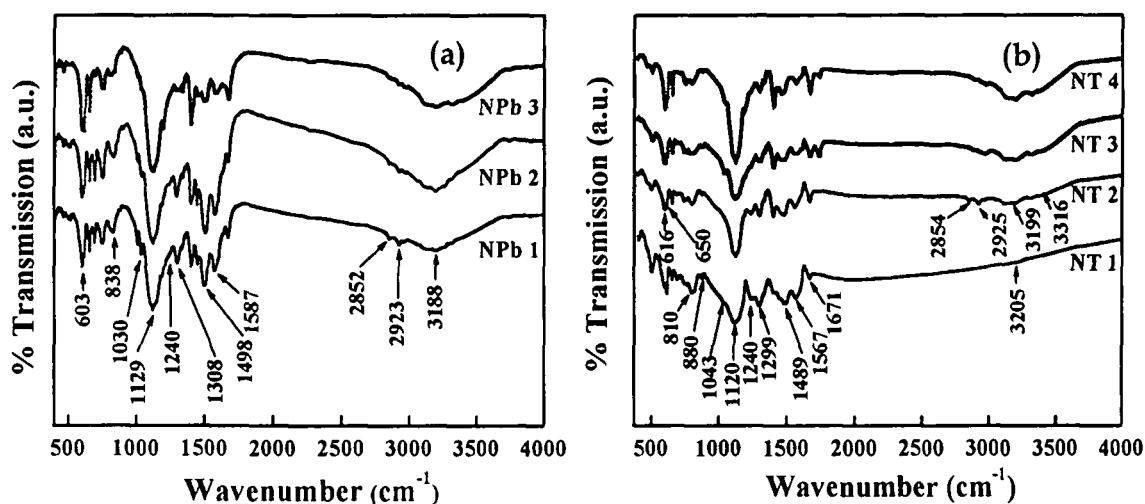 % Transmission (a.u.)
(a)
NPb 3
NPb 2
NPb 1
603
838
1030
1129
1240
1308
1498
1587
2852
2923
3188
500 1000 1500 2000 2500 3000 3500 4000
Wavenumber (cm⁻¹)
% Transmission (a.u.)
(b)
NT 4
NT 3
NT 2
616
650
2854
2925
3199
3316
NT 1
810
880
1043
1120
1240
1299
1489
1567
1671
3205
500 1000 1500 2000 2500 3000 3500 4000
Wavenumber (cm⁻¹)